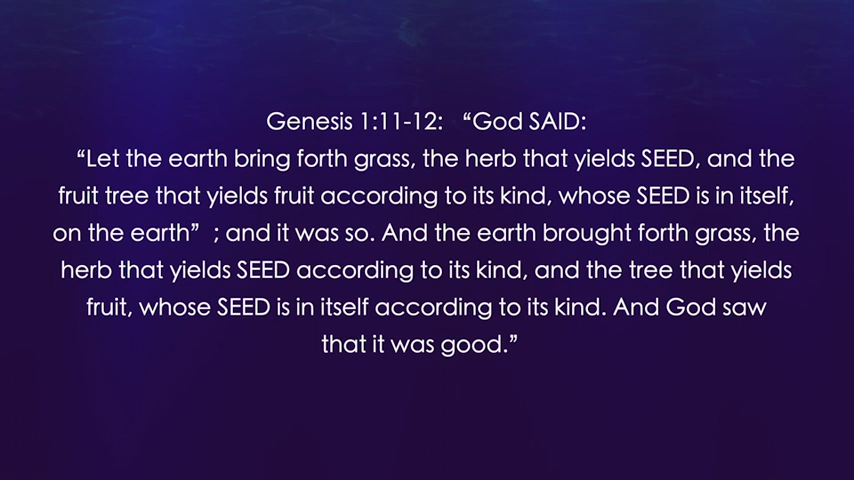 Genesis 1:11-12: “God SAID:
“Let the earth bring forth grass, the herb that yields SEED, and the
fruit tree that yields fruit according to its kind, whose SEED is in itself,
on the earth” ; and it was so. And the earth brought forth grass, the
herb that yields SEED according to its kind, and the tree that yields
fruit, whose SEED is in itself according to its kind. And God saw
that it was good.”